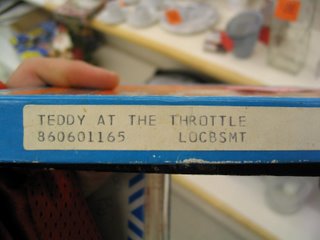 TEDDY AT THE THROTTLE
860601165 LOCBSMT